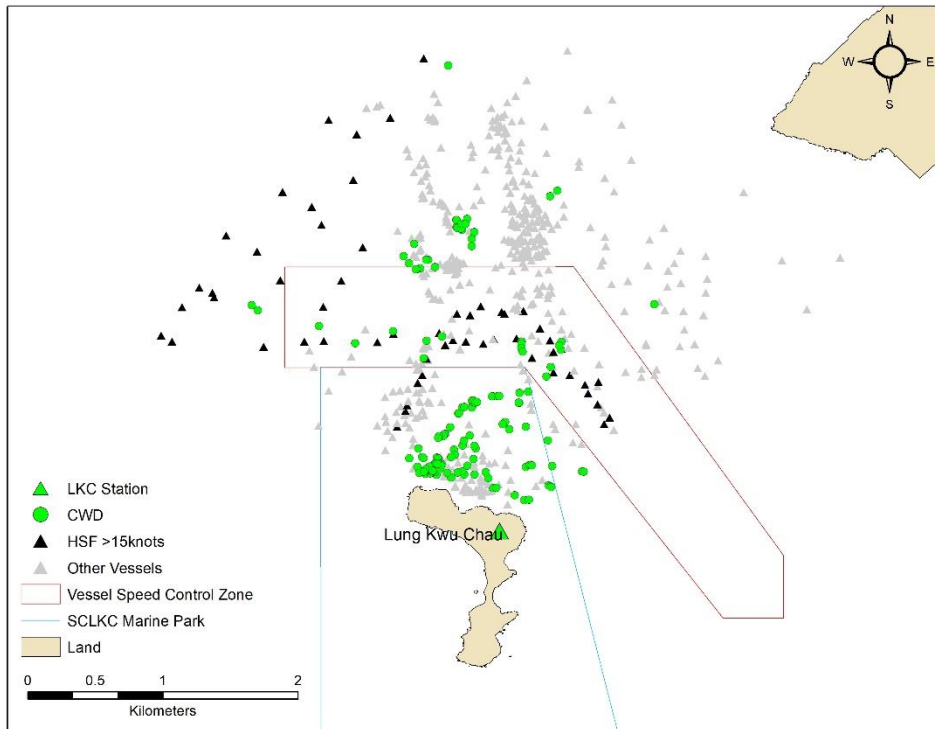 N
W E
S
LKC Station
CWD
HSF >15knots
Other Vessels
Vessel Speed Control Zone
SCLKC Marine Park
Land
Lung Kwu Chau
0 0.5 1 2
Kilometers